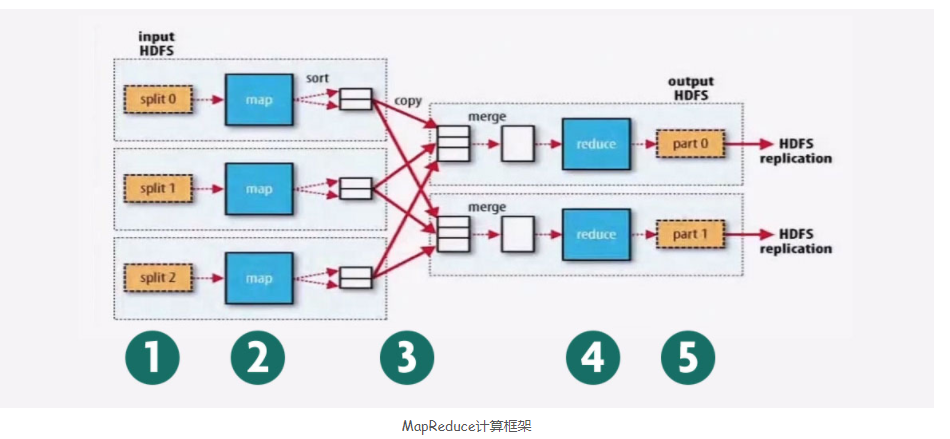 input
HDFS
split 0
map
sort
copy
split 1
map
split 2
map
merge
reduce
output
HDFS
part 0
HDFS
replication
merge
reduce
part 1
HDFS
replication
1
2
3
4
5
MapReduce计算框架